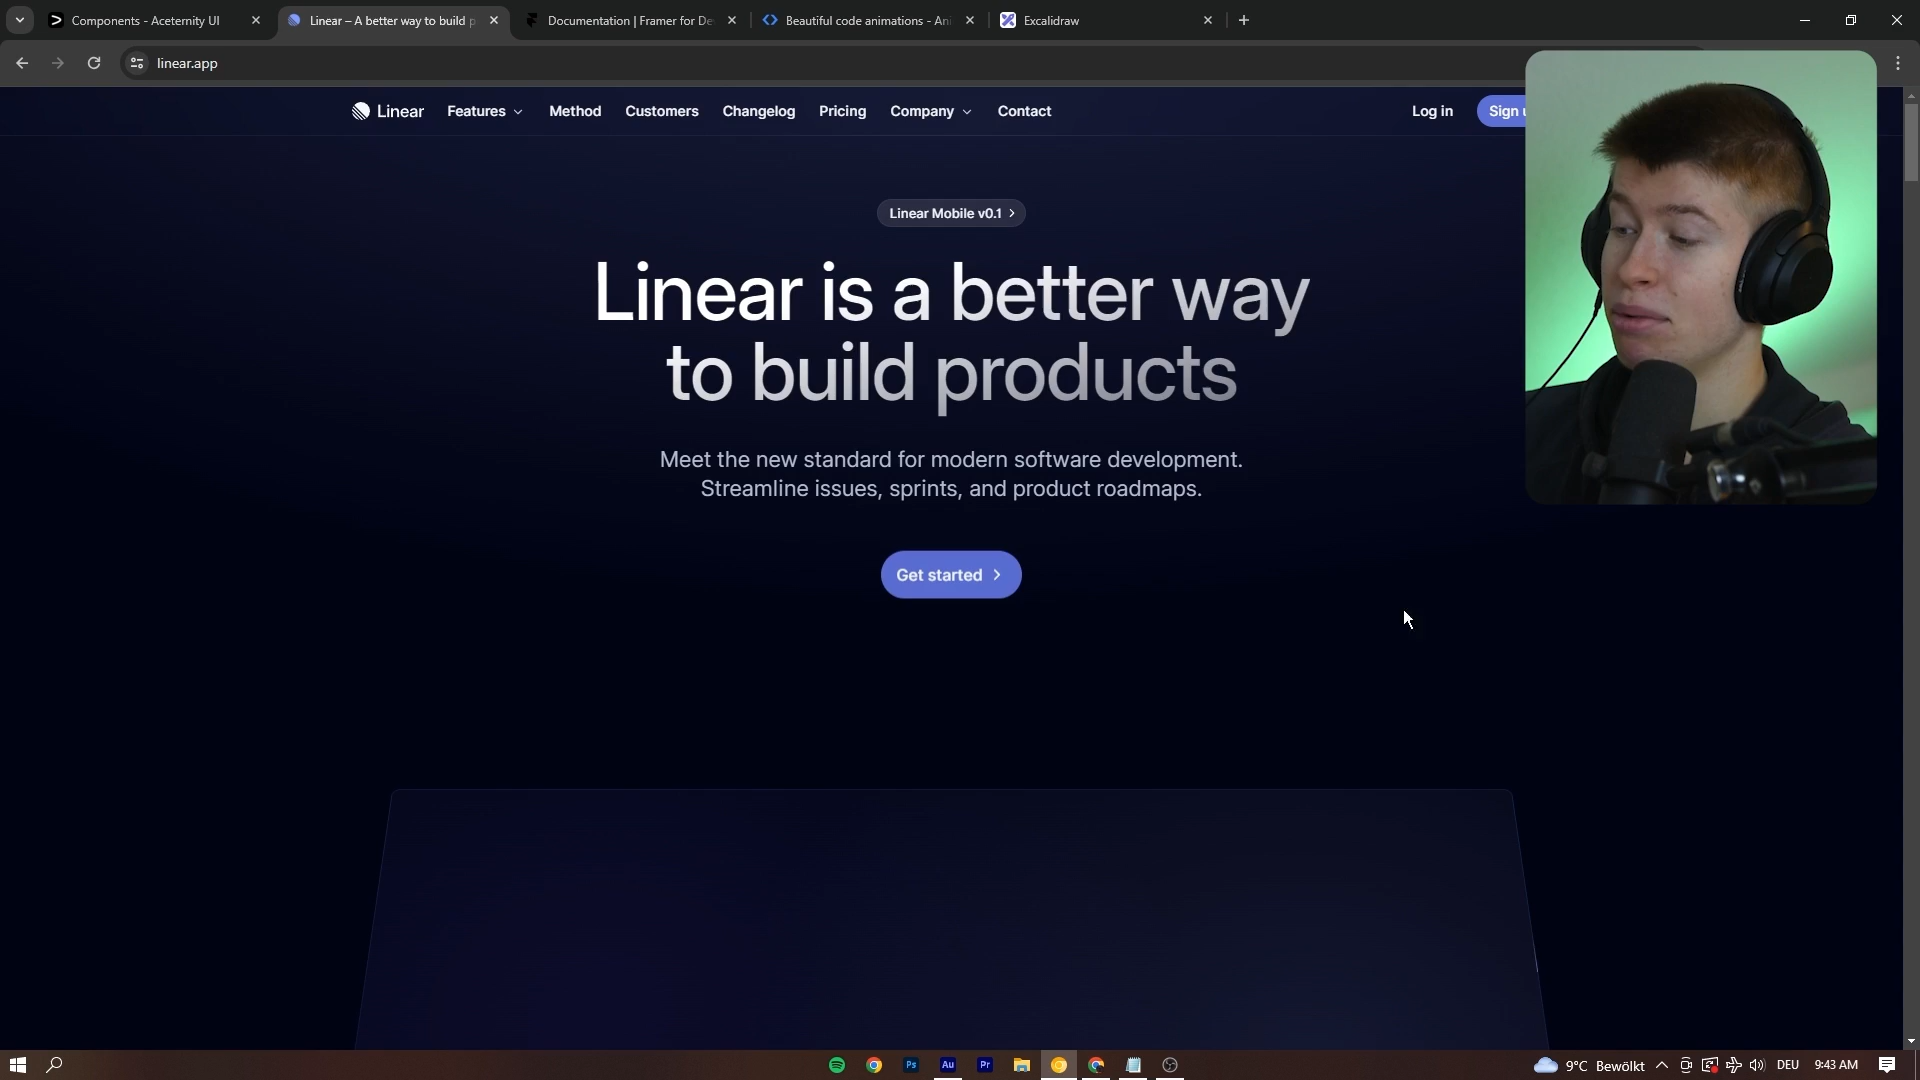 Components - Aceternity UI
Linear – A better way to build p
Documentation | Framer for De
Beautiful code animations - Ani
Excalidraw
linear.app
Linear
Features
Method
Customers
Changelog
Pricing
Company
Contact
Log in
Sign u
Linear Mobile v0.1
Linear is a better way
to build products
Meet the new standard for modern software development.
Streamline issues, sprints, and product roadmaps.
Get started
Ps
Au
Pr
9°C Bewölkt
DEU
9:43 AM